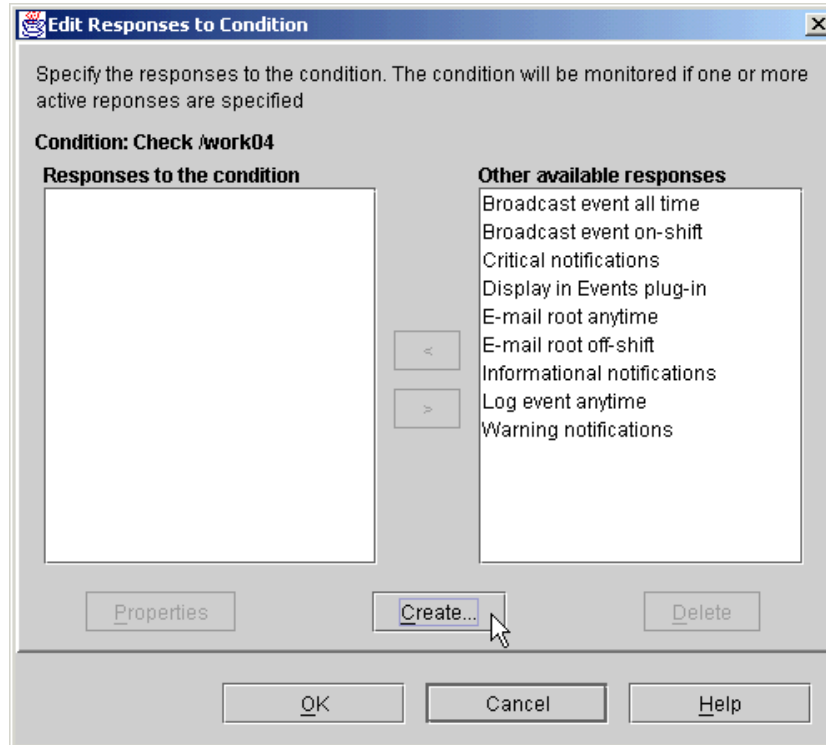 Edit Responses to Condition
Specify the responses to the condition. The condition will be monitored if one or more
active reponses are specified
Condition: Check /work04
Responses to the condition
Other available responses
Broadcast event all time
Broadcast event on-shift
Critical notifications
Display in Events plug-in
E-mail root anytime
E-mail root off-shift
Informational notifications
Log event anytime
Warning notifications
<
>
Properties
Create...
Delete
OK
Cancel
Help